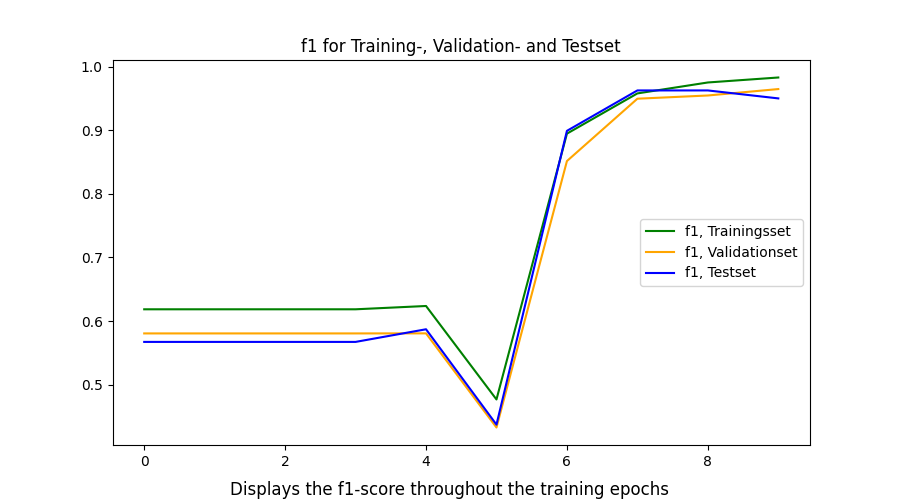 f1 for Training-, Validation- and Testset
1.0
0.9
0.8
0.7
0.6
0.5
f1, Trainingsset
f1, Validationset
f1, Testset
0 2 4 6 8
Displays the f1-score throughout the training epochs